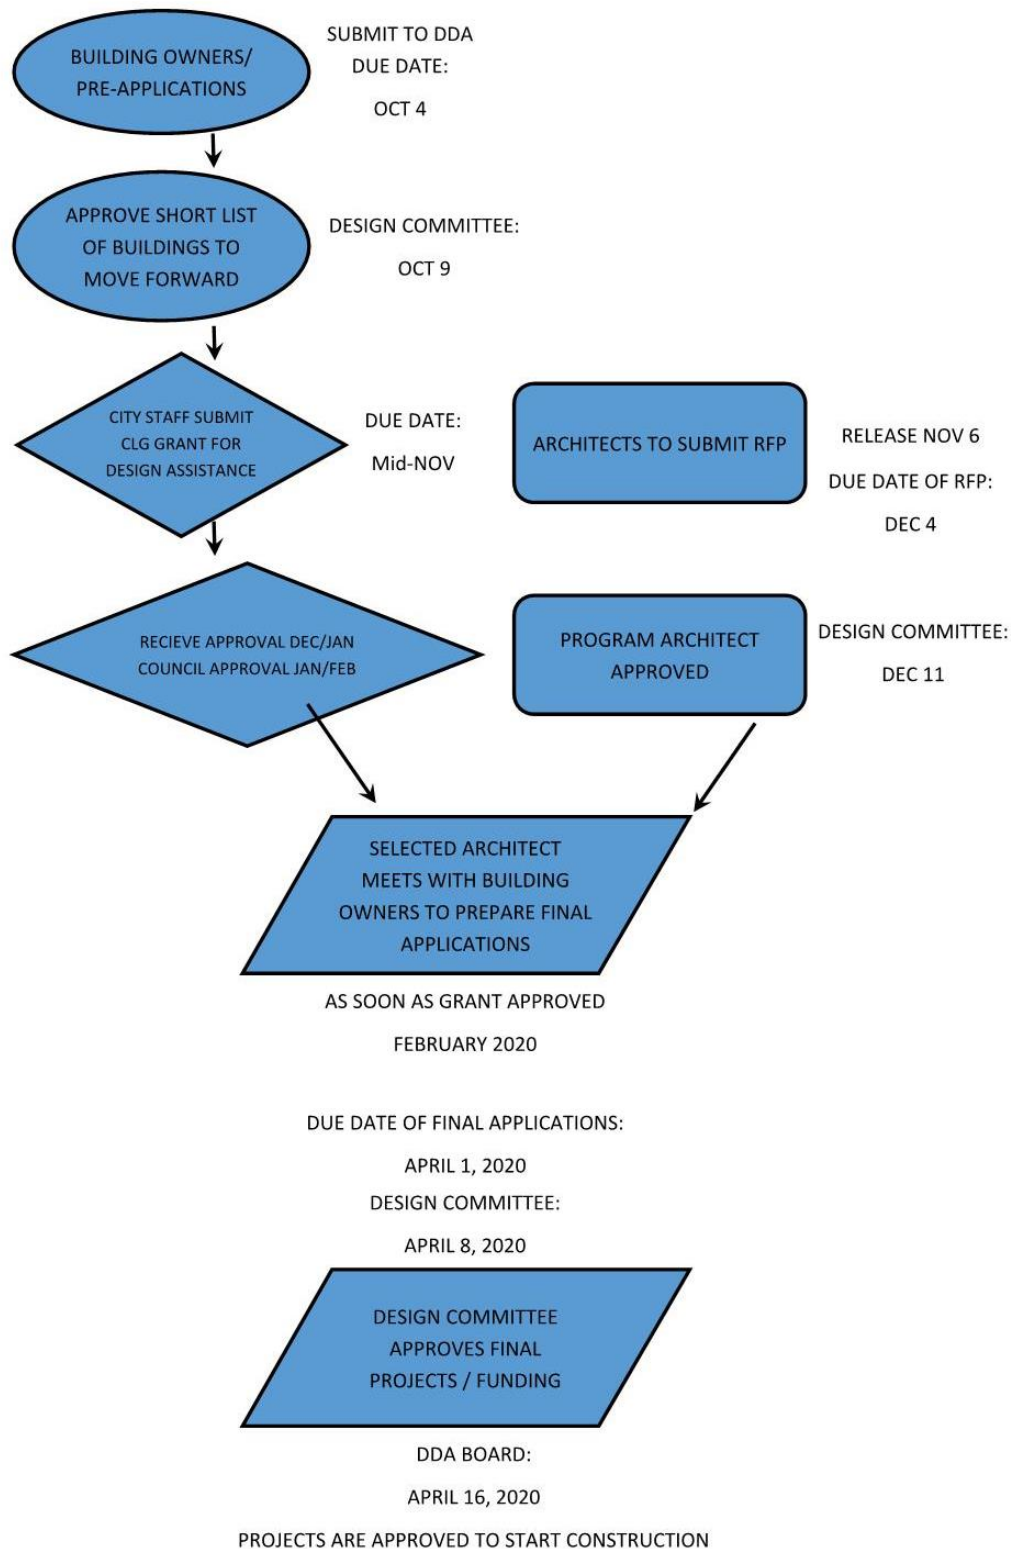 BUILDING OWNERS/
PRE-APPLICATIONS
SUBMIT TO DDA
DUE DATE:
OCT 4
APPROVE SHORT LIST
OF BUILDINGS TO
MOVE FORWARD
DESIGN COMMITTEE:
OCT 9
CITY STAFF SUBMIT
CLG GRANT FOR
DESIGN ASSISTANCE
DUE DATE:
Mid-NOV
ARCHITECTS TO SUBMIT RFP
RELEASE NOV 6
DUE DATE OF RFP:
DEC 4
RECIEVE APPROVAL DEC/JAN
COUNCIL APPROVAL JAN/FEB
PROGRAM ARCHITECT
APPROVED
DESIGN COMMITTEE:
DEC 11
SELECTED ARCHITECT
MEETS WITH BUILDING
OWNERS TO PREPARE FINAL
APPLICATIONS
AS SOON AS GRANT APPROVED
FEBRUARY 2020
DUE DATE OF FINAL APPLICATIONS:
APRIL 1, 2020
DESIGN COMMITTEE:
APRIL 8, 2020
DESIGN COMMITTEE
APPROVES FINAL
PROJECTS / FUNDING
DDA BOARD:
APRIL 16, 2020
PROJECTS ARE APPROVED TO START CONSTRUCTION